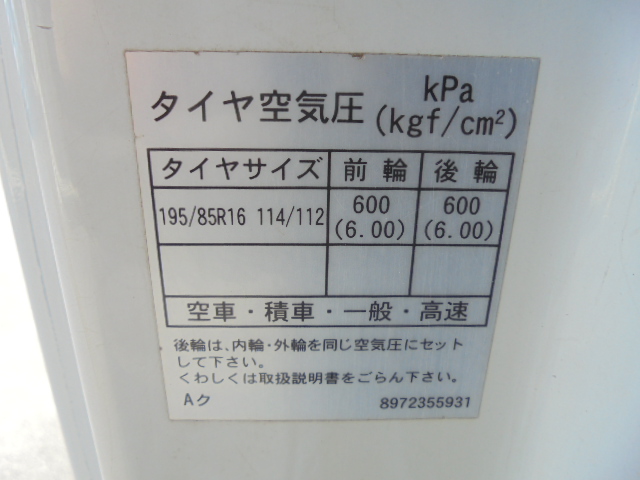 タイヤ空気圧 kPa
(kgf/cm²)
タイヤサイズ 前輪 後輪
195/85R16 114/112 600 600
(6.00) (6.00)
空車・積車・一般・高速
後輪は、内輪・外輪を同じ空気圧にセット
して下さい。
くわしくは取扱説明書をごらん下さい。
Aク 8972355931